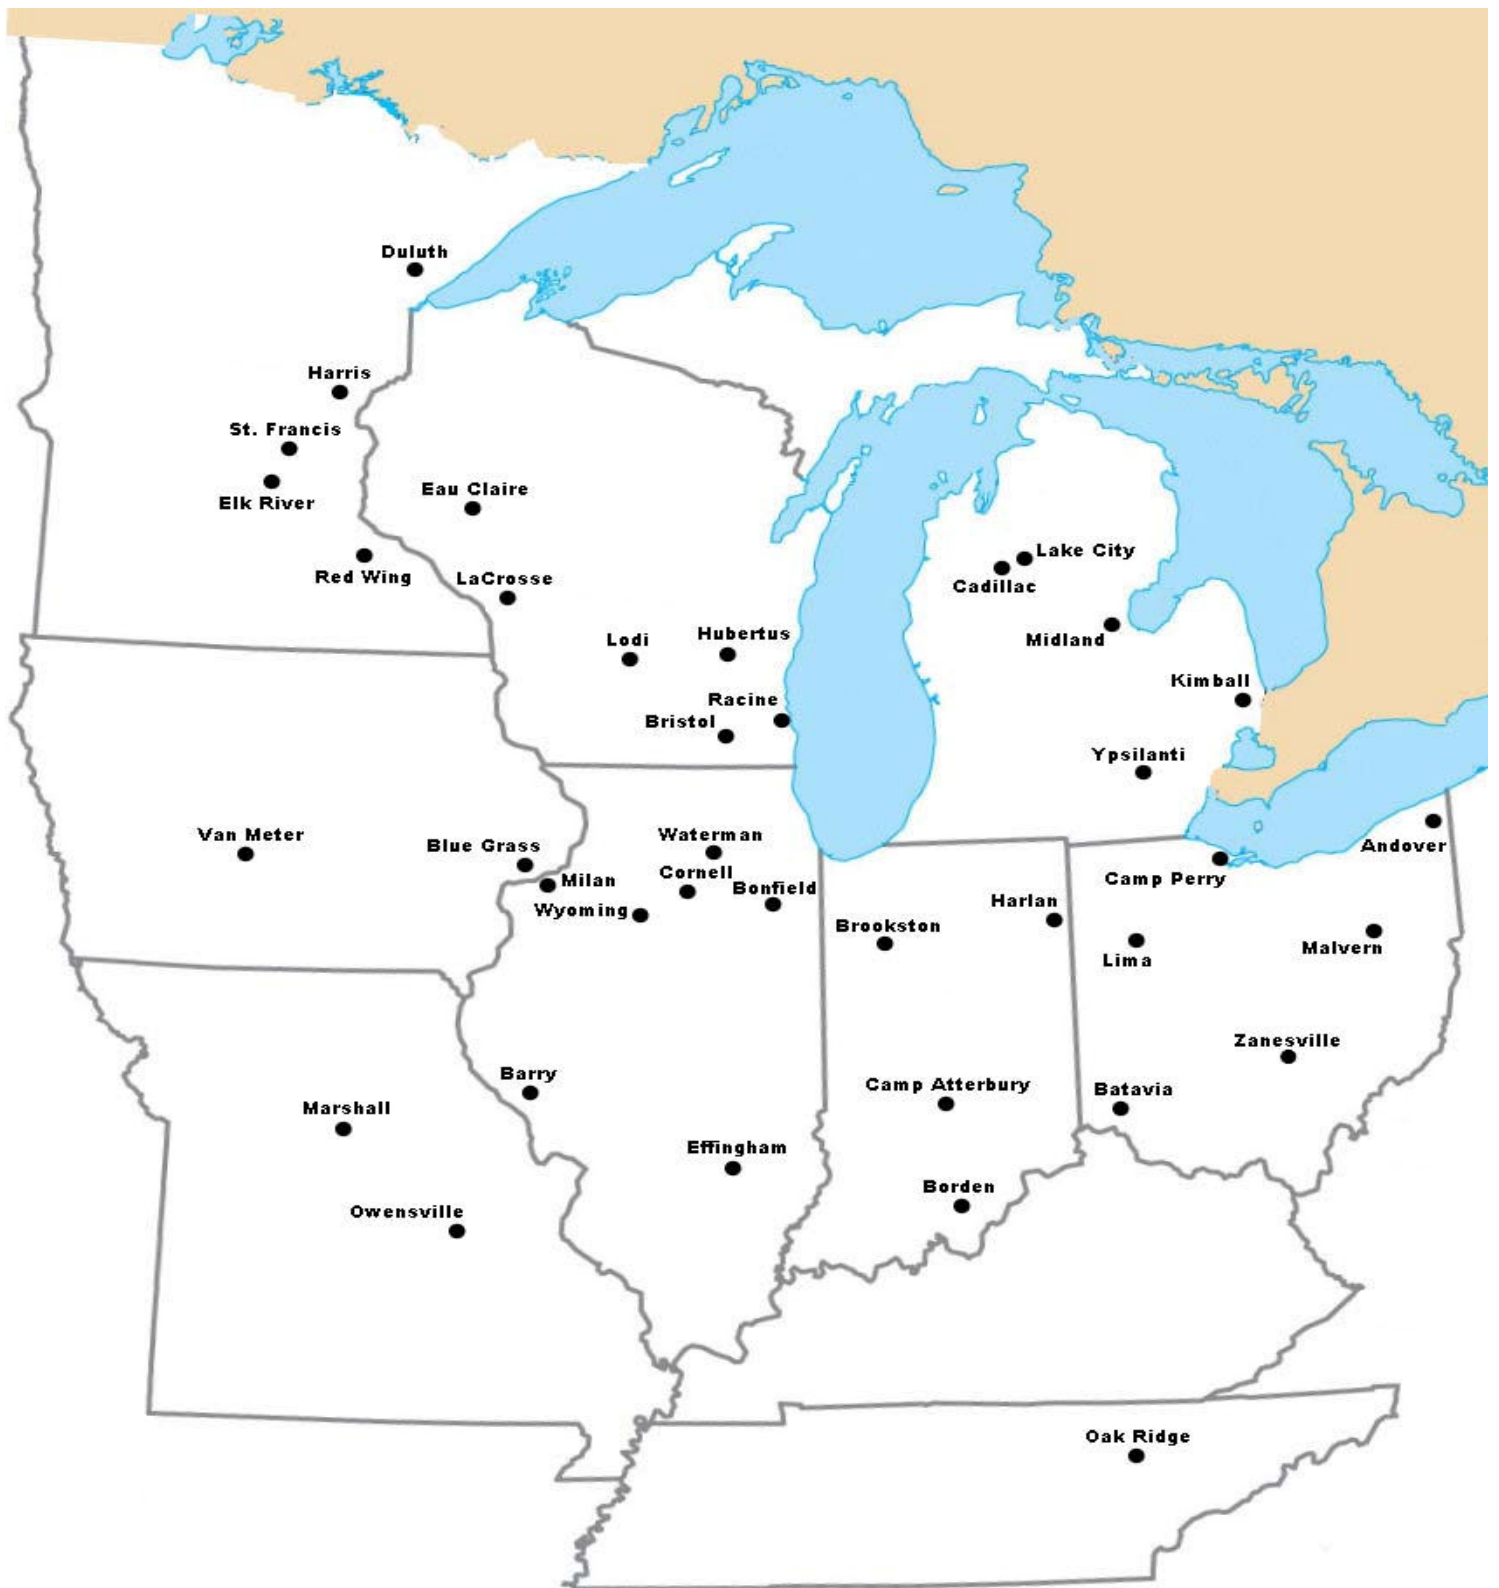 Duluth
Harris
St. Francis
Elk River
Eau Claire
Red Wing
LaCrosse
Lake City
Cadillac
Midland
Lodi
Hubertus
Kimball
Racine
Bristol
Ypsilanti
Van Meter
Blue Grass
Waterman
Andover
Milan
Cornell
Camp Perry
Wyoming
Bonfield
Harlan
Brookston
Lima
Malvern
Zanesville
Barry
Camp Atterbury
Batavia
Marshall
Effingham
Borden
Owensville
Oak Ridge